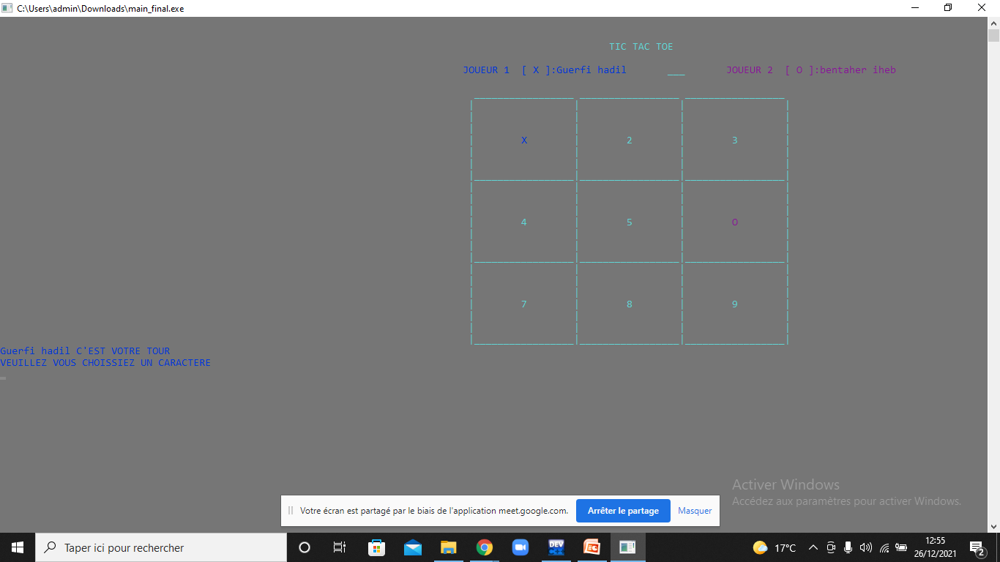 C:\Users\admin\Downloads\main_final.exe
TIC TAC TOE
JOUEUR 1 [ X ]:Guerfi hadil ___ JOUEUR 2 [ O ]:bentaher iheb
X 2 3
4 5 O
7 8 9
Guerfi hadil C'EST VOTRE TOUR
VEUILLEZ VOUS CHOISSIEZ UN CARACTERE
Activer Windows
Accédez aux paramètres pour activer Windows.
Votre écran est partagé par le biais de l'application meet.google.com. Arrêter le partage Masquer
Taper ici pour rechercher
DEV
17°C
12:55
26/12/2021
2